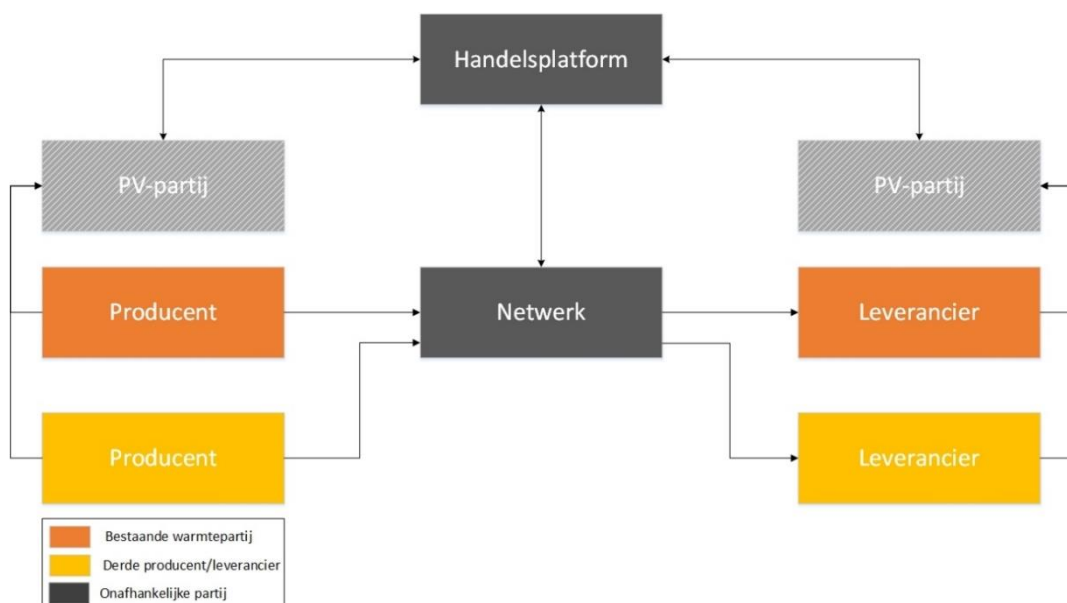 Handelsplatform
PV-partij
PV-partij
Producent
Netwerk
Leverancier
Producent
Leverancier
Bestaande warmtepartij
Derde producent/leverancier
Onafhankelijke partij